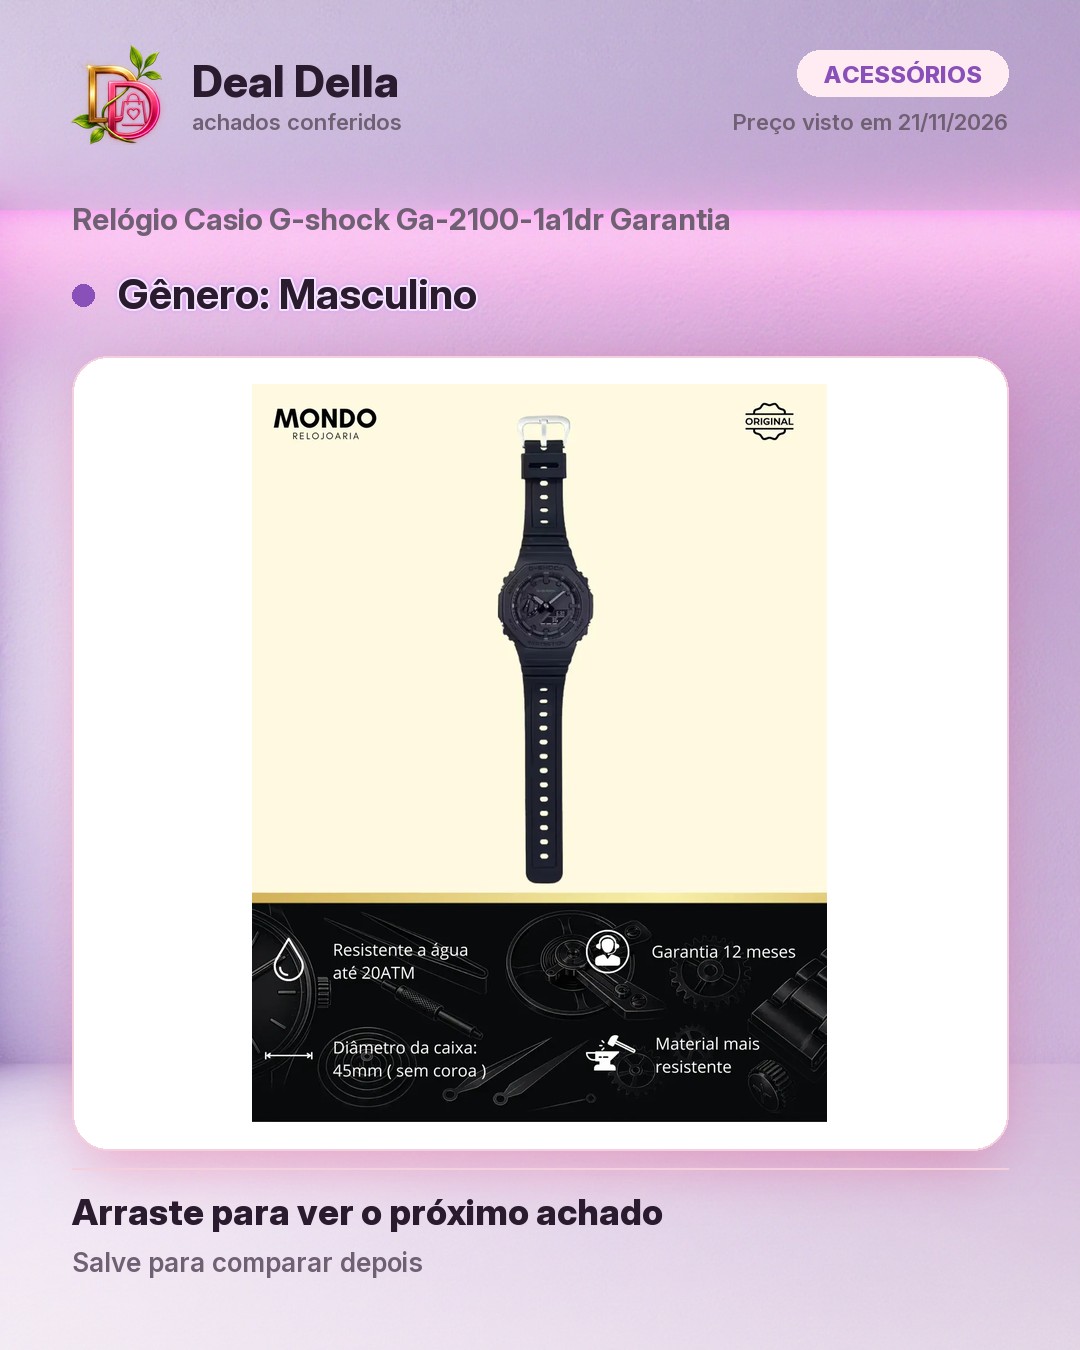 Deal Della
achados conferidos
ACESSÓRIOS
Preço visto em 21/11/2026
Relógio Casio G-shock Ga-2100-1a1dr Garantia
Gênero: Masculino
MONDO
RELOJOARIA
ORIGINAL
Resistente a água
até 20ATM
Garantia 12 meses
Diâmetro da caixa:
45mm ( sem coroa )
Material mais
resistente
Arraste para ver o próximo achado
Salve para comparar depois